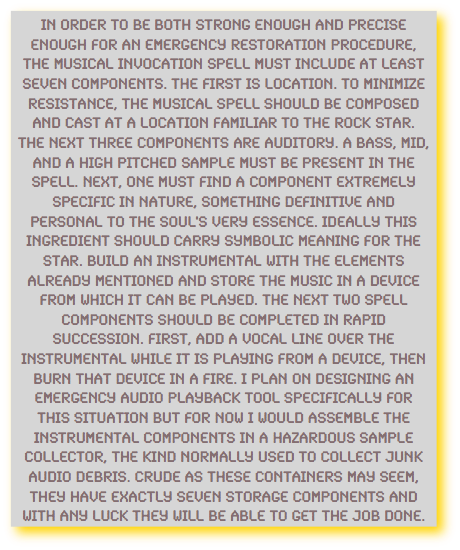 IN ORDER TO BE BOTH STRONG ENOUGH AND PRECISE
ENOUGH FOR AN EMERGENCY RESTORATION PROCEDURE,
THE MUSICAL INVOCATION SPELL MUST INCLUDE AT LEAST
SEVEN COMPONENTS. THE FIRST IS LOCATION. TO MINIMIZE
RESISTANCE, THE MUSICAL SPELL SHOULD BE COMPOSED
AND CAST AT A LOCATION FAMILIAR TO THE ROCK STAR.
THE NEXT THREE COMPONENTS ARE AUDITORY. A BASS, MID,
AND A HIGH PITCHED SAMPLE MUST BE PRESENT IN THE
SPELL. NEXT, ONE MUST FIND A COMPONENT EXTREMELY
SPECIFIC IN NATURE, SOMETHING DEFINITIVE AND
PERSONAL TO THE SOUL'S VERY ESSENCE. IDEALLY THIS
INGREDIENT SHOULD CARRY SYMBOLIC MEANING FOR THE
STAR. BUILD AN INSTRUMENTAL WITH THE ELEMENTS
ALREADY MENTIONED AND STORE THE MUSIC IN A DEVICE
FROM WHICH IT CAN BE PLAYED. THE NEXT TWO SPELL
COMPONENTS SHOULD BE COMPLETED IN RAPID
SUCCESSION. FIRST, ADD A VOCAL LINE OVER THE
INSTRUMENTAL WHILE IT IS PLAYING FROM A DEVICE, THEN
BURN THAT DEVICE IN A FIRE. I PLAN ON DESIGNING AN
EMERGENCY AUDIO PLAYBACK TOOL SPECIFICALLY FOR
THIS SITUATION BUT FOR NOW I WOULD ASSEMBLE THE
INSTRUMENTAL COMPONENTS IN A HAZARDOUS SAMPLE
COLLECTOR, THE KIND NORMALLY USED TO COLLECT JUNK
AUDIO DEBRIS. CRUDE AS THESE CONTAINERS MAY SEEM,
THEY HAVE EXACTLY SEVEN STORAGE COMPONENTS AND
WITH ANY LUCK THEY WILL BE ABLE TO GET THE JOB DONE.